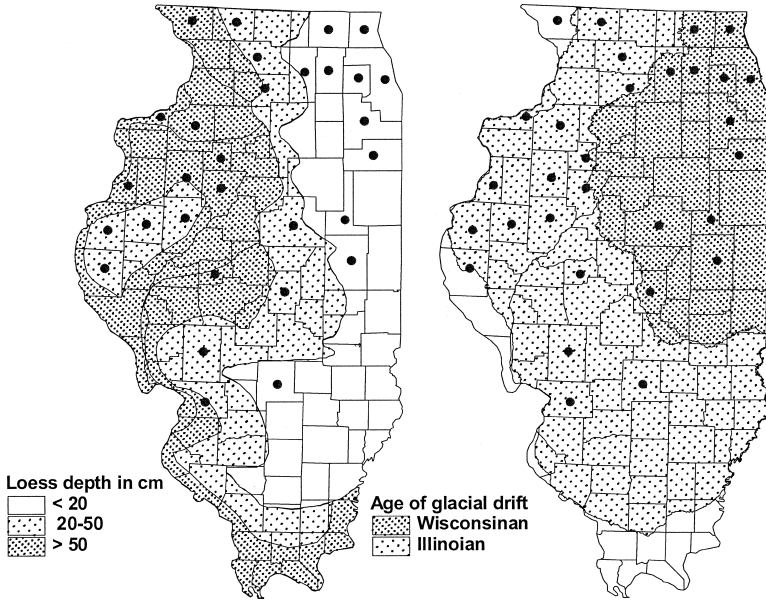 Loess depth in cm
< 20
20-50
> 50
Age of glacial drift
Wisconsinan
Illinoian